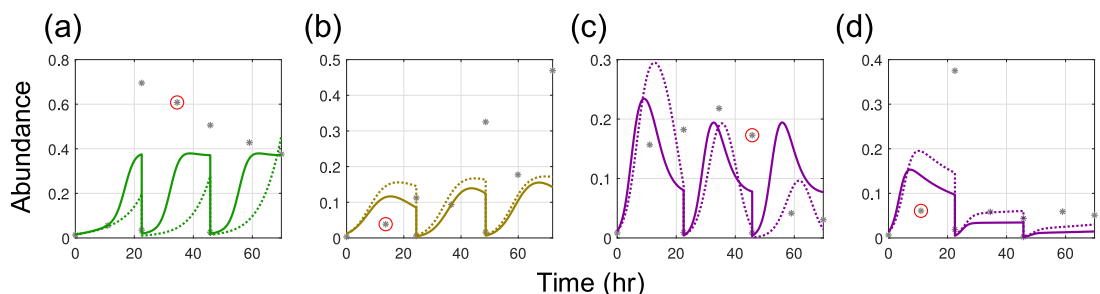 (a) (b) (c) (d)
Abundance
0.8 0.6 0.4 0.2 0
0 20 40 60
0.5 0.4 0.3 0.2 0.1 0
0 20 40 60
0.3 0.2 0.1 0
0 20 40 60
0.4 0.3 0.2 0.1 0
0 20 40 60
Time (hr)